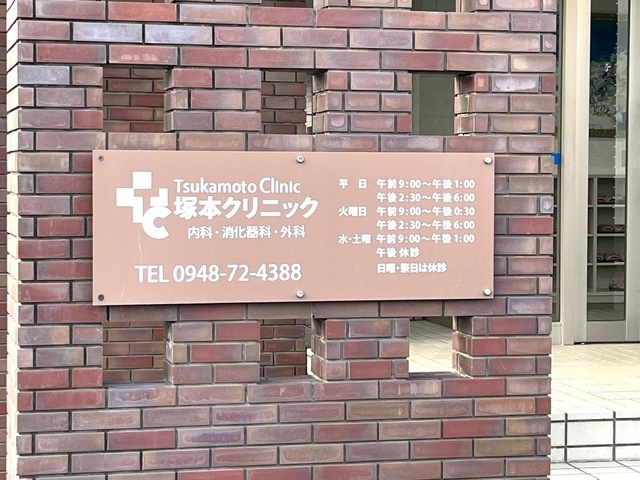 Tsukamoto Clinic
塚本クリニック
内科・消化器科・外科
TEL 0948-72-4388
平 日 午前9:00〜午後1:00
午後2:30〜午後6:00
火曜日 午前9:00〜午後0:30
午後2:30〜午後6:00
水・土曜 午前9:00〜午後1:00
午後 休診
日曜・祭日は休診